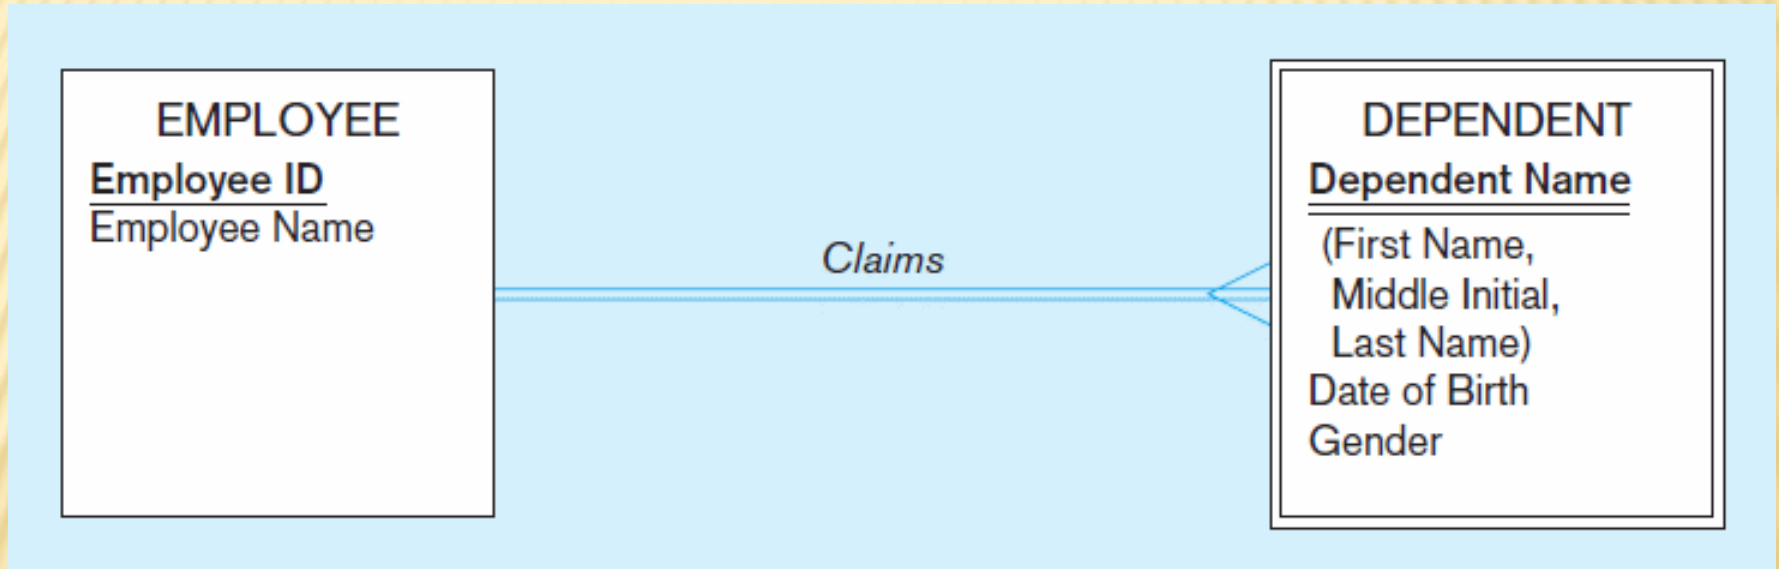 EMPLOYEE
Employee ID
Employee Name
Claims
DEPENDENT
Dependent Name
(First Name,
Middle Initial,
Last Name)
Date of Birth
Gender